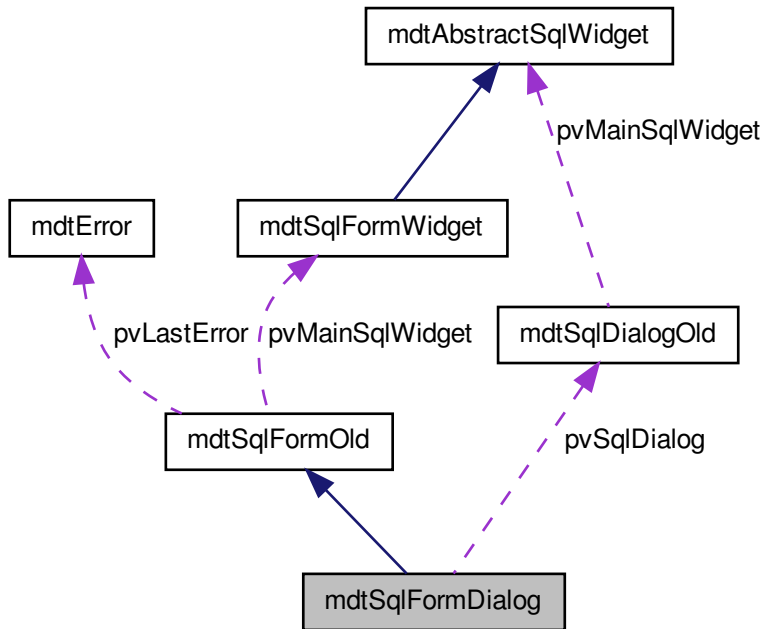 mdtAbstractSqlWidget
pvMainSqlWidget
mdtError
mdtSqlFormWidget
mdtSqlDialogOld
pvLastError
pvMainSqlWidget
mdtSqlFormOld
pvSqlDialog
mdtSqlFormDialog